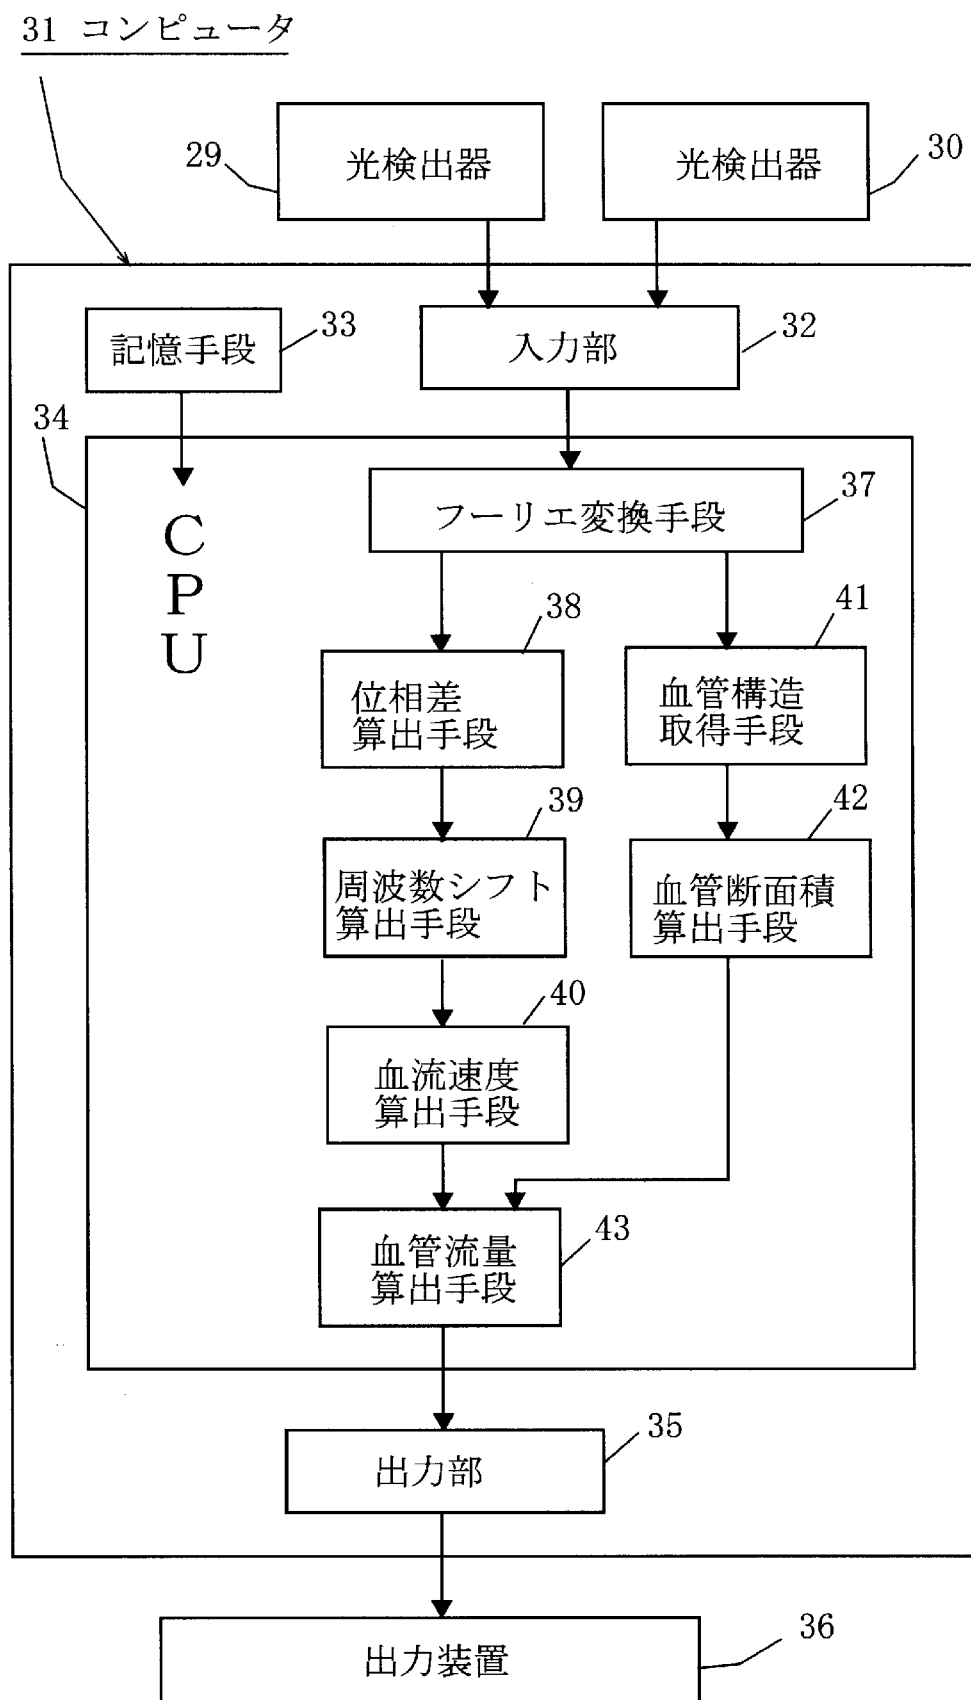 31 コンピュータ
光検出器
29
光検出器
30
記憶手段
33
入力部
32
34
CPU
フーリエ変換手段
37
38
位相差
算出手段
41
血管構造
取得手段
39
周波数シフト
算出手段
42
血管断面積
算出手段
40
血流速度
算出手段
血管流量
算出手段
43
出力部
35
出力装置
36